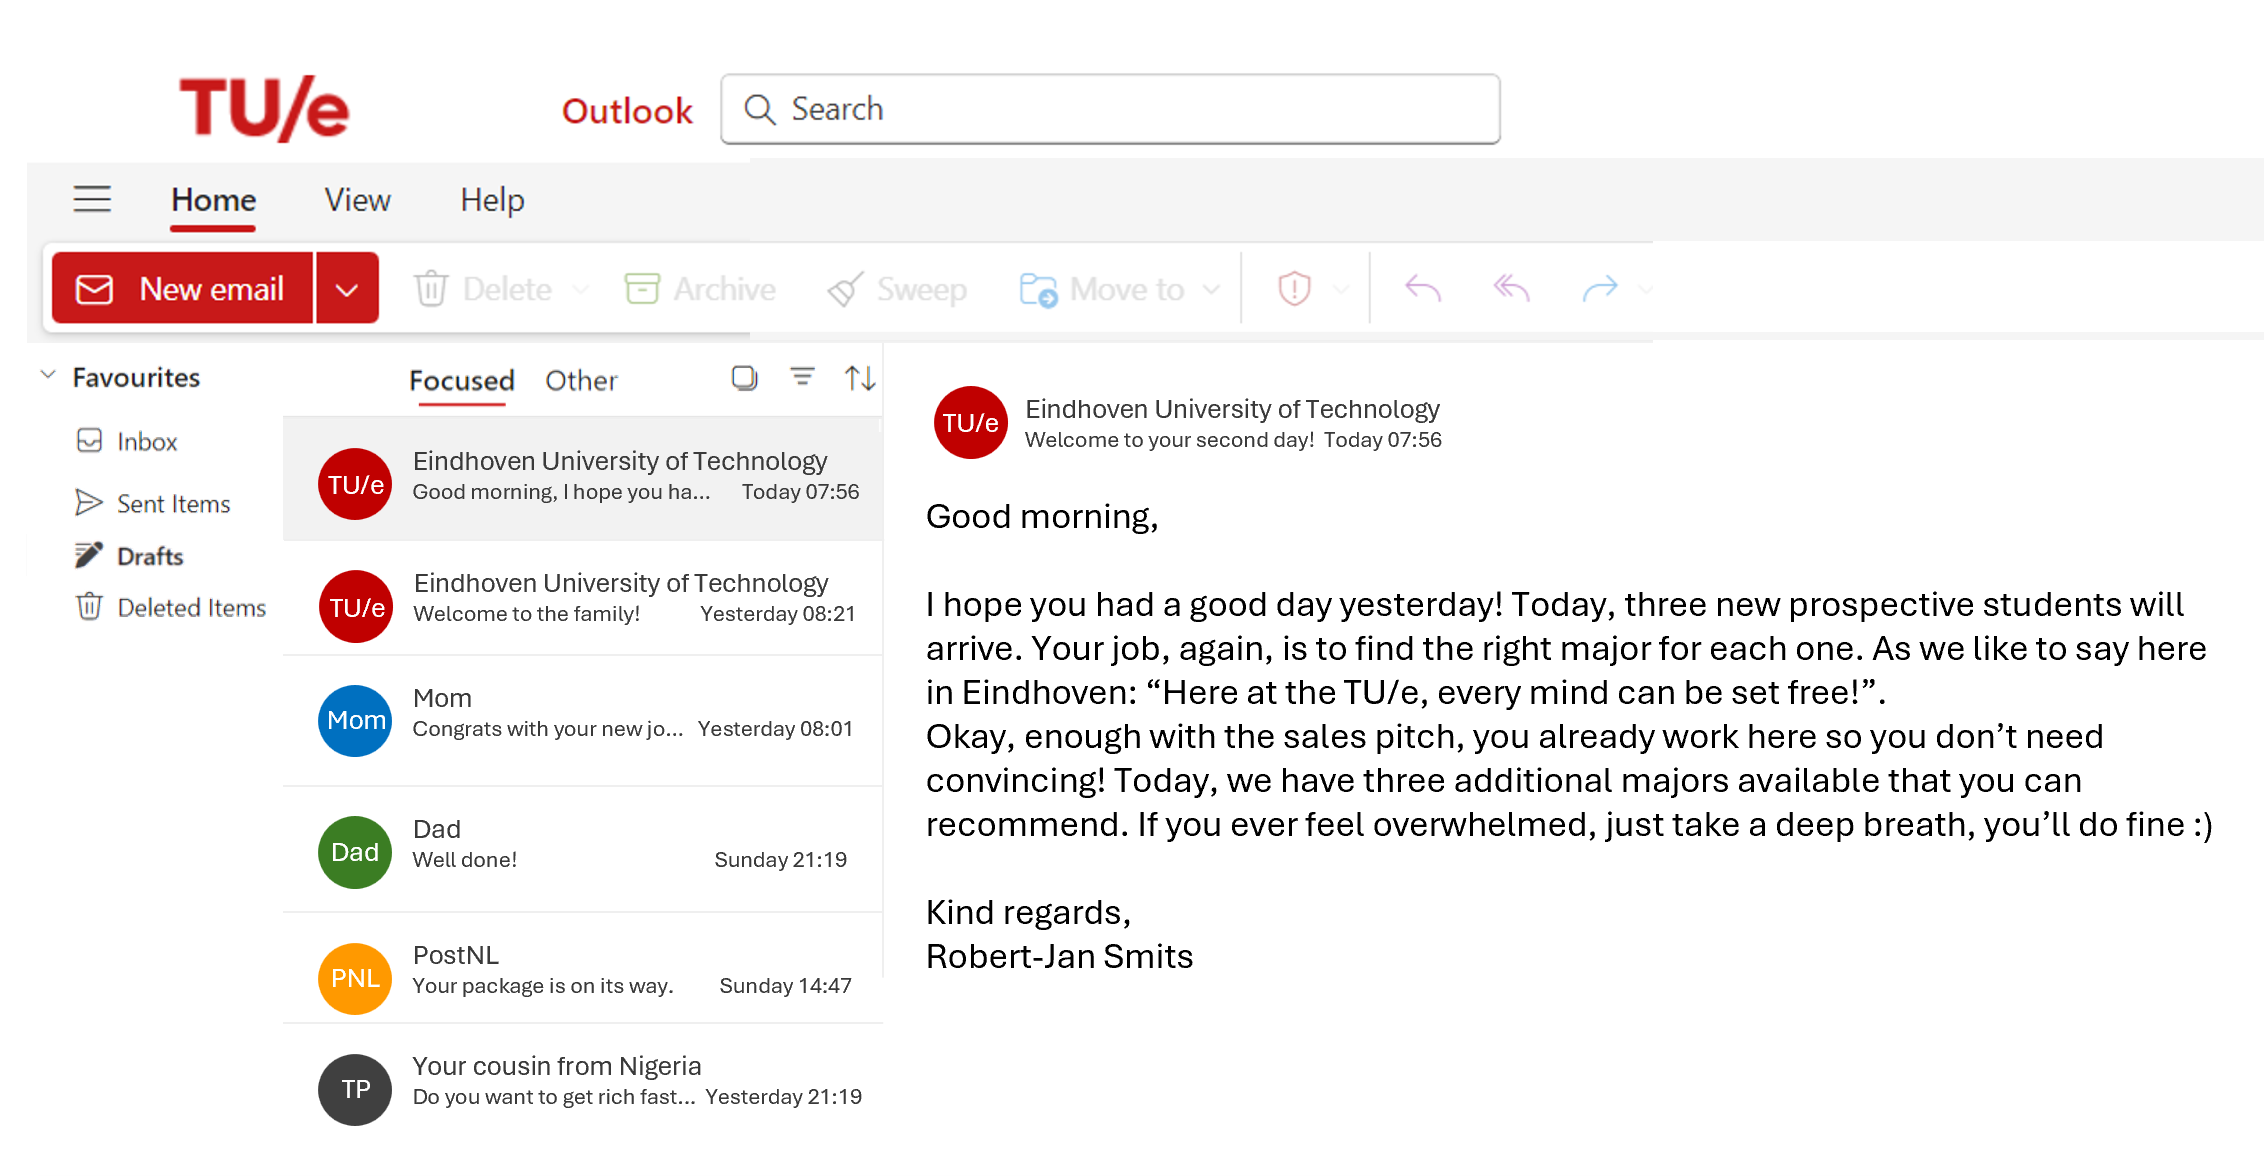 TU/e
Outlook
Search
Home
View
Help
New email
Delete
Archive
Sweep
Move to
Favourites
Inbox
Sent Items
Drafts
Deleted Items
Focused
Other
TU/e
Eindhoven University of Technology
Good morning, I hope you ha... Today 07:56
TU/e
Eindhoven University of Technology
Welcome to the family! Yesterday 08:21
Mom
Mom
Congrats with your new jo... Yesterday 08:01
Dad
Dad
Well done! Sunday 21:19
PNL
PostNL
Your package is on its way. Sunday 14:47
TP
Your cousin from Nigeria
Do you want to get rich fast... Yesterday 21:19
TU/e
Eindhoven University of Technology
Welcome to your second day! Today 07:56
Good morning,
I hope you had a good day yesterday! Today, three new prospective students will
arrive. Your job, again, is to find the right major for each one. As we like to say here
in Eindhoven: “Here at the TU/e, every mind can be set free!”.
Okay, enough with the sales pitch, you already work here so you don’t need
convincing! Today, we have three additional majors available that you can
recommend. If you ever feel overwhelmed, just take a deep breath, you’ll do fine :)
Kind regards,
Robert-Jan Smits